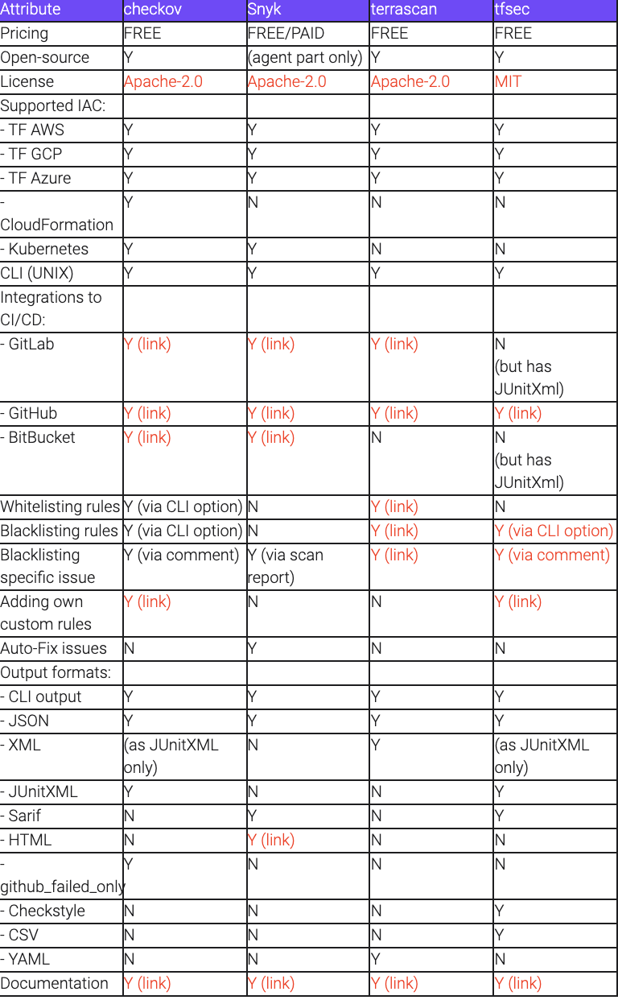 Attribute checkov Snyk terrascan tfsec
Pricing FREE FREE/PAID FREE FREE
Open-source Y (agent part only) Y Y
License Apache-2.0 Apache-2.0 Apache-2.0 MIT
Supported IAC:
- TF AWS Y Y Y Y
- TF GCP Y Y Y Y
- TF Azure Y Y Y Y
- Y N N N
CloudFormation
- Kubernetes Y Y N N
CLI (UNIX) Y Y Y Y
Integrations to
CI/CD:
- GitLab Y (link) Y (link) Y (link) N
(but has
JUnitXml)
- GitHub Y (link) Y (link) Y (link) Y (link)
- BitBucket Y (link) Y (link) N N
(but has
JUnitXml)
Whitelisting rules Y (via CLI option) N Y (link) N
Blacklisting rules Y (via CLI option) N Y (link) Y (via CLI option)
Blacklisting Y (via comment) Y (via scan Y (link) Y (via comment)
specific issue report)
Adding own Y (link) N N Y (link)
custom rules
Auto-Fix issues N Y N N
Output formats:
- CLI output Y Y Y Y
- JSON Y Y Y Y
- XML (as JUnitXML N Y (as JUnitXML
only) only)
- JUnitXML Y N N Y
- Sarif N Y N Y
- HTML N Y (link) N N
- Y N N N
github_failed_only
- Checkstyle N N N Y
- CSV N N N Y
- YAML N N Y N
Documentation Y (link) Y (link) Y (link) Y (link)